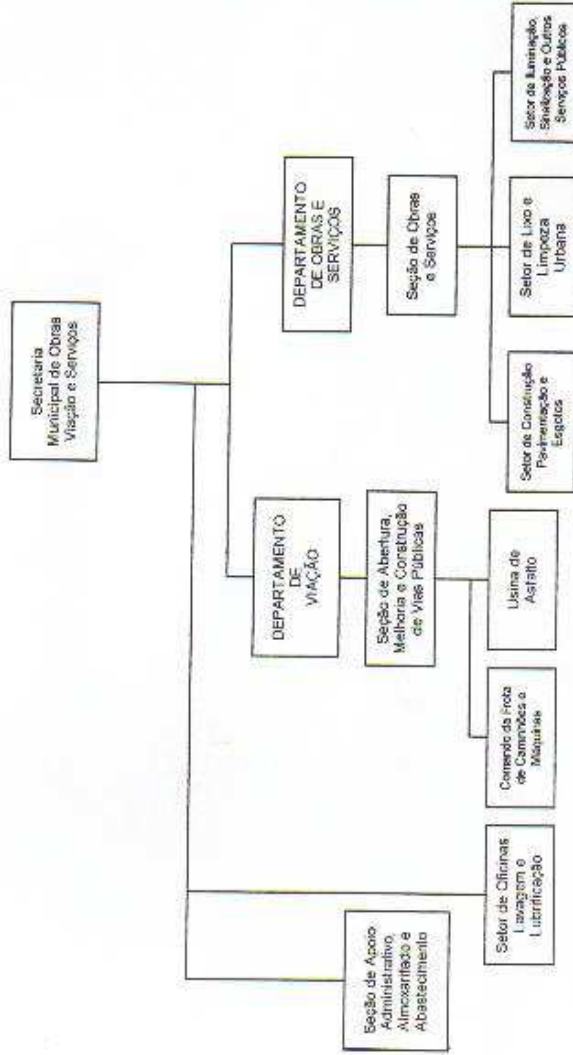 Secretaria
Municipal de Obras
Viação e Serviços
DEPARTAMENTO
DE
VIAÇÃO
DEPARTAMENTO
DE OBRAS E
SERVIÇOS
Seção de Apoio
Administrativo,
Almoxarifado e
Abastecimento
Seção de Abertura,
Melhoria e Construção
de Vias Públicas
Seção de Obras
e Serviços
Setor de Oficinas
Lavagem e
Lubrificação
Comando da Frota
de Caminhões e
Máquinas
Usina de
Asfalto
Setor de Construção
Pavimentação e
Esgotos
Setor de Lixo e
Limpeza
Urbana
Setor de Iluminação,
Sinalização e Outros
Serviços Públicos